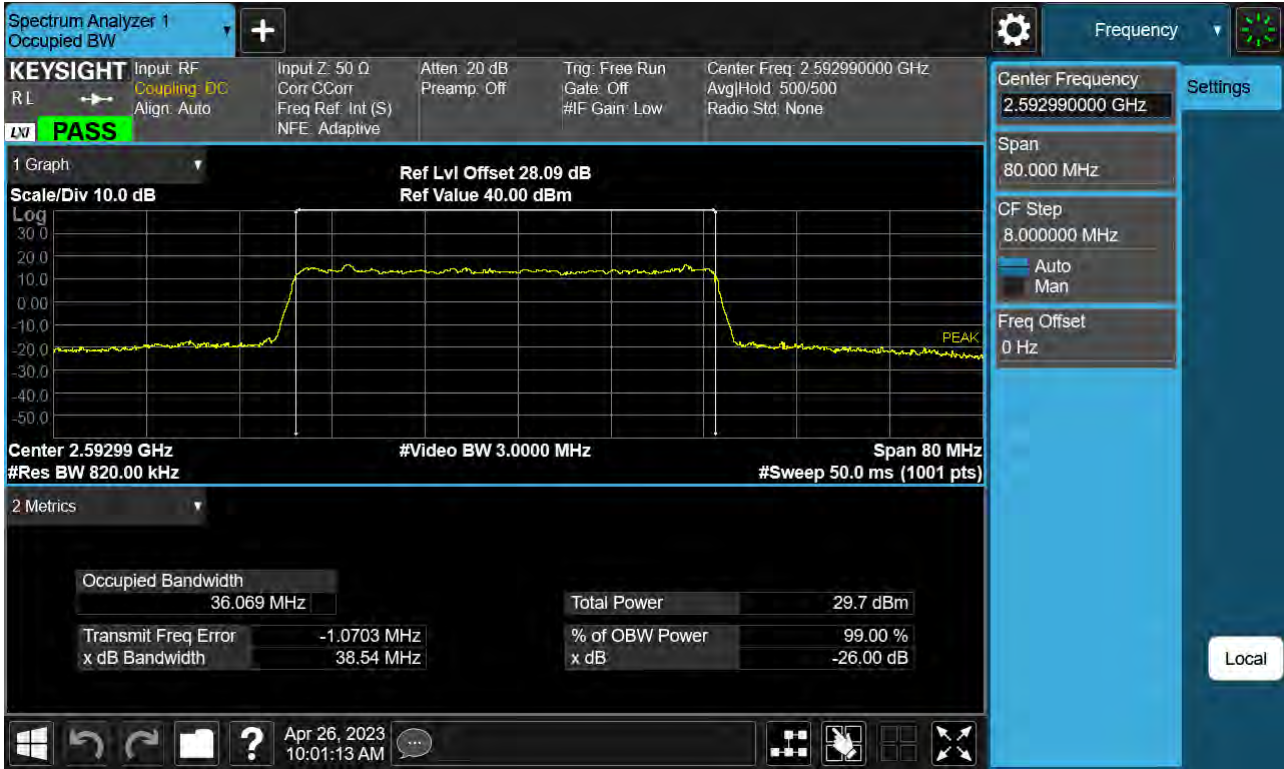 Spectrum Analyzer 1
Occupied BW
Frequency
KEYSIGHT
RL
LXI PASS
Input: RF
Coupling: DC
Align: Auto
Input Z: 50 Ω
Corr CCorr
Freq Ref: Int (S)
NFE: Adaptive
Atten: 20 dB
Preamp: Off
Trig: Free Run
Gate: Off
#IF Gain: Low
Center Freq: 2.592990000 GHz
Avg|Hold: 500/500
Radio Std: None
1 Graph
Scale/Div 10.0 dB
Ref Lvl Offset 28.09 dB
Ref Value 40.00 dBm
Log
30.0
20.0
10.0
0.00
-10.0
-20.0
-30.0
-40.0
-50.0
PEAK
Center 2.59299 GHz
#Video BW 3.0000 MHz
Span 80 MHz
#Res BW 820.00 kHz
#Sweep 50.0 ms (1001 pts)
2 Metrics
Occupied Bandwidth
36.069 MHz
Total Power 29.7 dBm
Transmit Freq Error -1.0703 MHz
% of OBW Power 99.00 %
x dB Bandwidth 38.54 MHz
x dB -26.00 dB
Center Frequency
2.592990000 GHz
Settings
Span
80.000 MHz
CF Step
8.000000 MHz
Auto
Man
Freq Offset
0 Hz
Local
?
Apr 26, 2023
10:01:13 AM